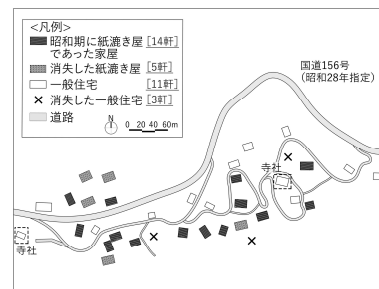 <凡例>
昭和期に紙漉き屋 [14軒]
であった家屋
消失した紙漉き屋 [5軒]
一般住宅 [11軒]
消失した一般住宅 [3軒]
道路
N
0 20 40 60m
国道156号
(昭和28年指定)
寺社
寺社